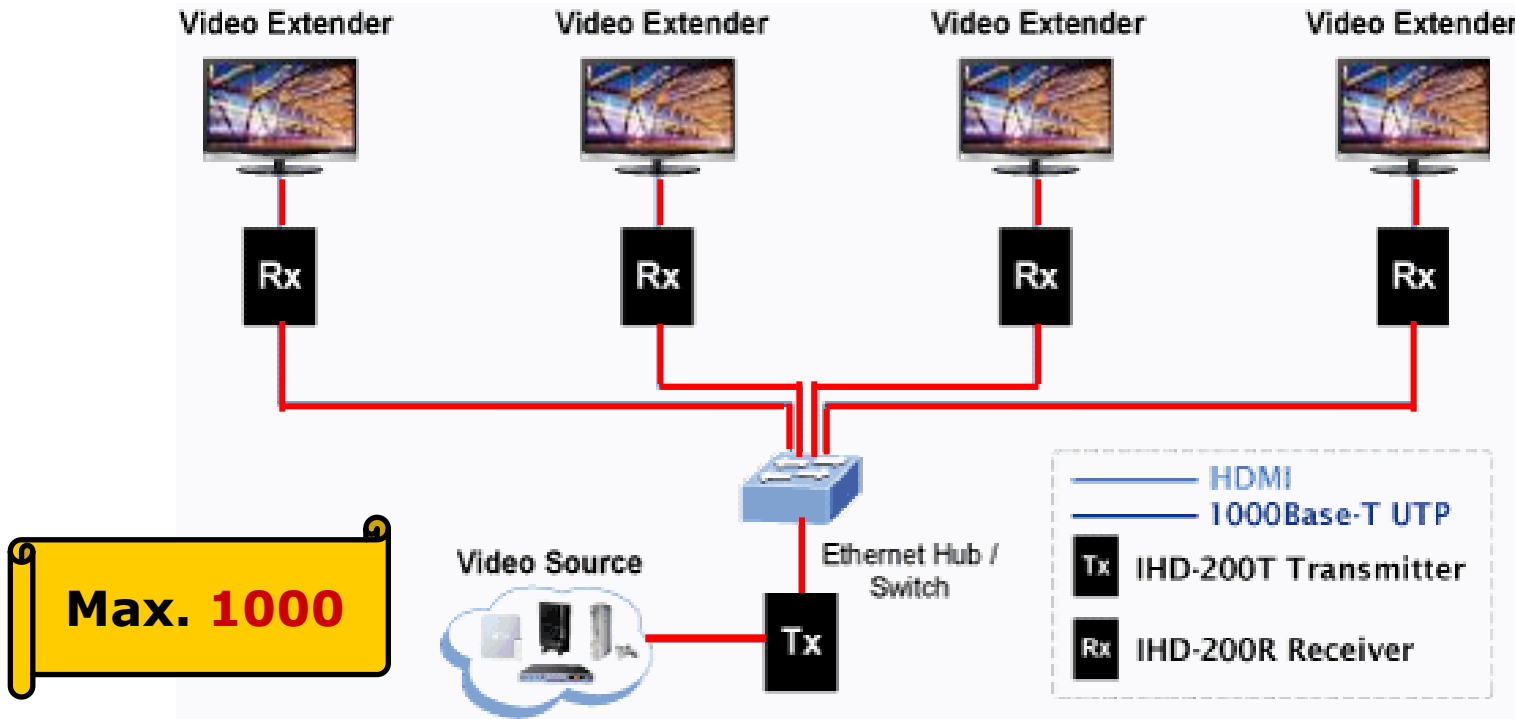 Video Extender
Video Extender
Video Extender
Video Extender
Rx
Rx
Rx
Rx
HDMI
1000Base-T UTP
Tx IHD-200T Transmitter
Rx IHD-200R Receiver
Ethernet Hub /
Switch
Video Source
Tx
Max. 1000